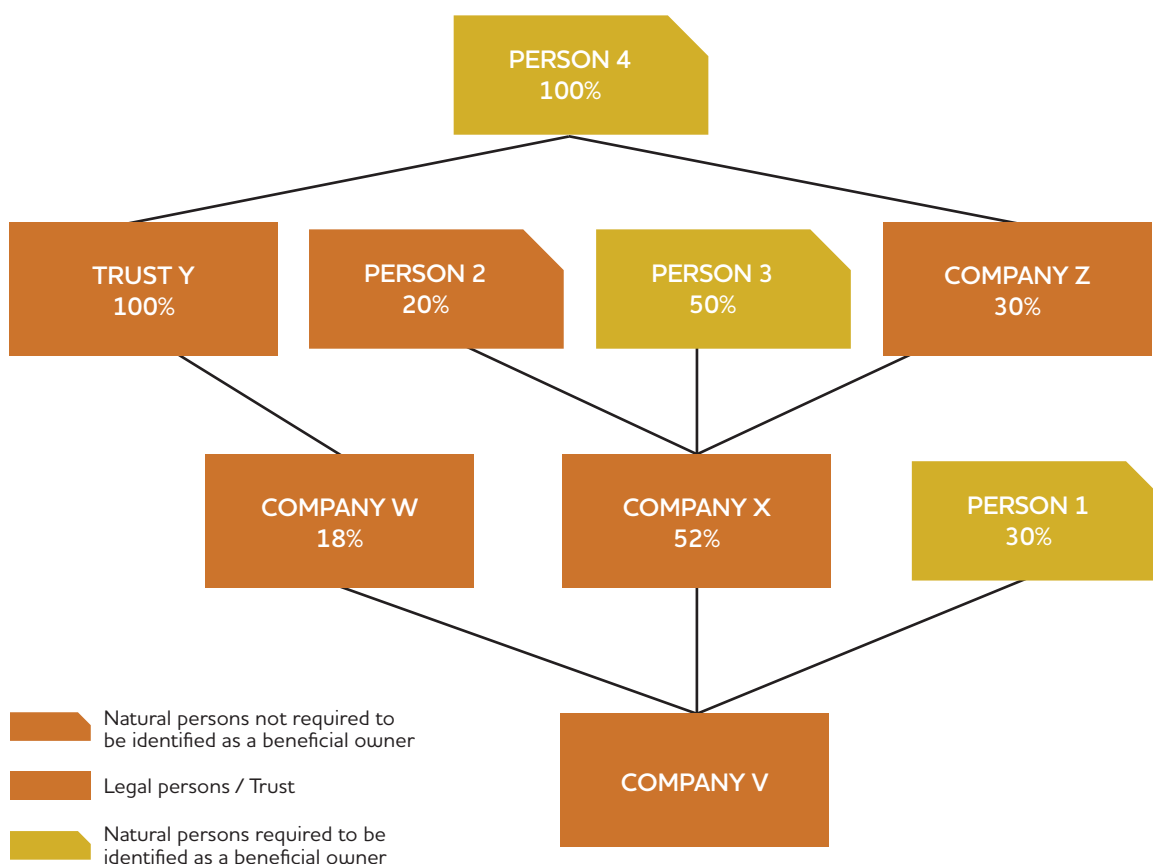 PERSON 4
100%
TRUST Y
100%
PERSON 2
20%
PERSON 3
50%
COMPANY Z
30%
COMPANY W
18%
COMPANY X
52%
PERSON 1
30%
COMPANY V
Natural persons not required to
be identified as a beneficial owner
Legal persons / Trust
Natural persons required to be
identified as a beneficial owner